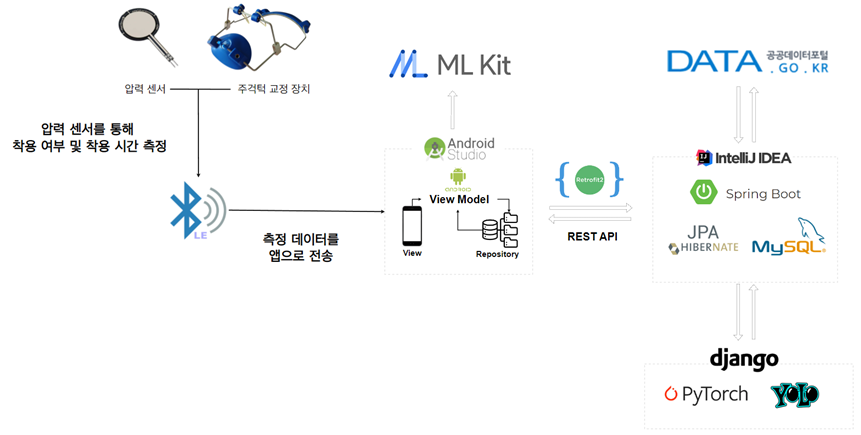 압력 센서
주걱턱 교정 장치
압력 센서를 통해
착용 여부 및 착용 시간 측정
LE
측정 데이터를
앱으로 전송
ML Kit
Android
Studio
ANDROID
View Model
View
Repository
{ Retrofit2 }
REST API
DATA 공공데이터포털
.GO.KR
IJ IntelliJ IDEA
Spring Boot
JPA
HIBERNATE
MySQL
django
PyTorch
YOLO